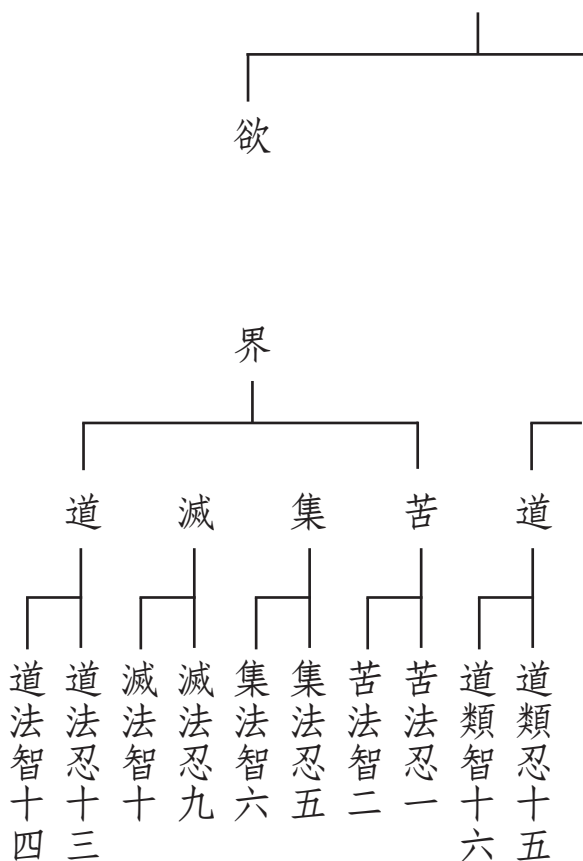 欲界
道
苦
集
滅
道
道類忍十五
道類智十六
苦法忍一
苦法智二
集法忍五
集法智六
滅法忍九
滅法智十
道法忍十三
道法智十四